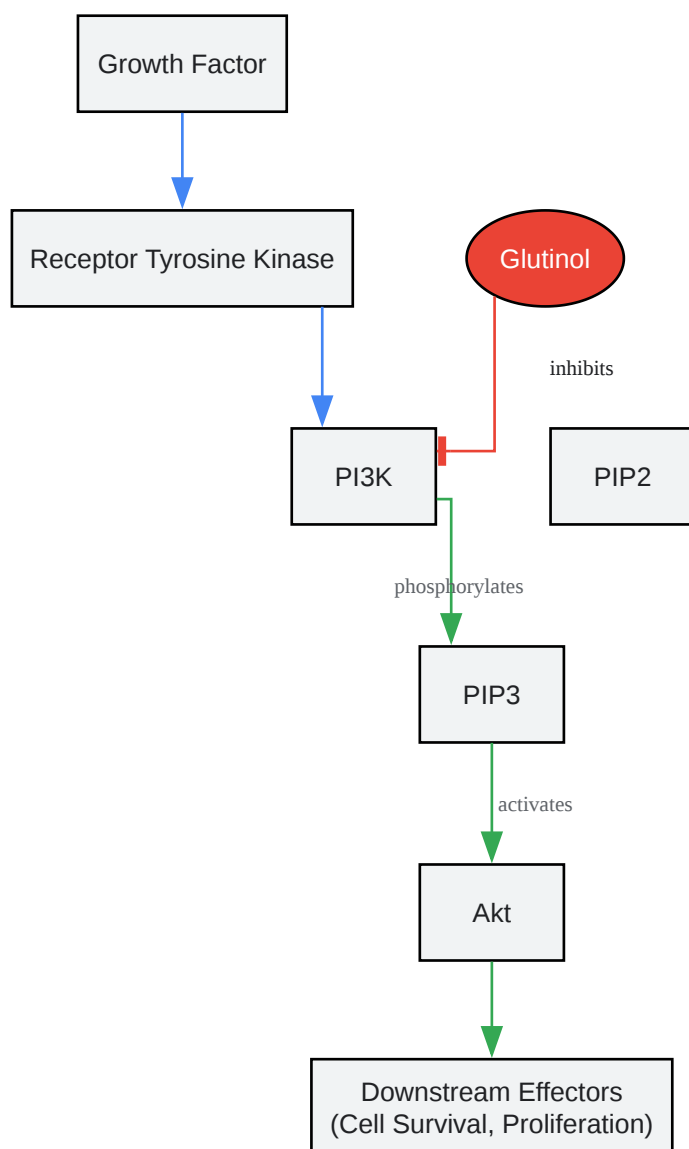 Growth Factor
Receptor Tyrosine Kinase
Glutinol
inhibits
PI3K
PIP2
phosphorylates
PIP3
activates
Akt
Downstream Effectors
(Cell Survival, Proliferation)